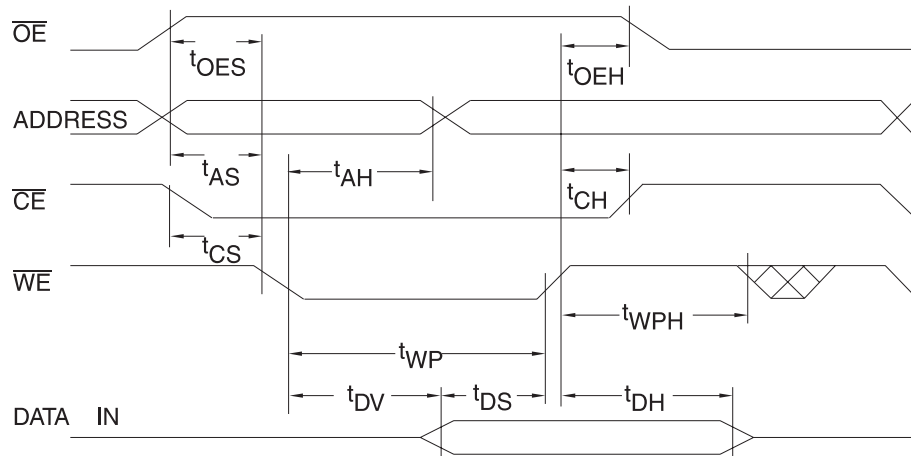 OE
tOES
tOEH
ADDRESS
tAS
tAH
tCH
CE
tCS
WE
tWPH
tWP
tDV
tDS
tDH
DATA IN